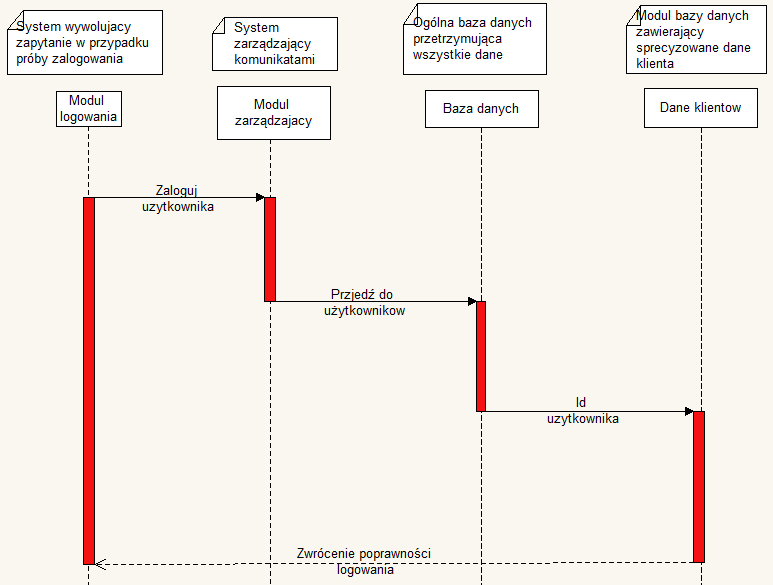 System wywolujacy
zapytanie w przypadku
próby zalogowania
System
zarządzający
komunikatami
Ogólna baza danych
przetrzymująca
wszystkie dane
Modul bazy danych
zawierający
sprecyzowane dane
klienta
Modul
logowania
Modul
zarządzajacy
Baza danych
Dane klientow
Zaloguj
uzytkownika
Przjedź do
użytkownikow
Id
uzytkownika
Zwrócenie poprawności
logowania